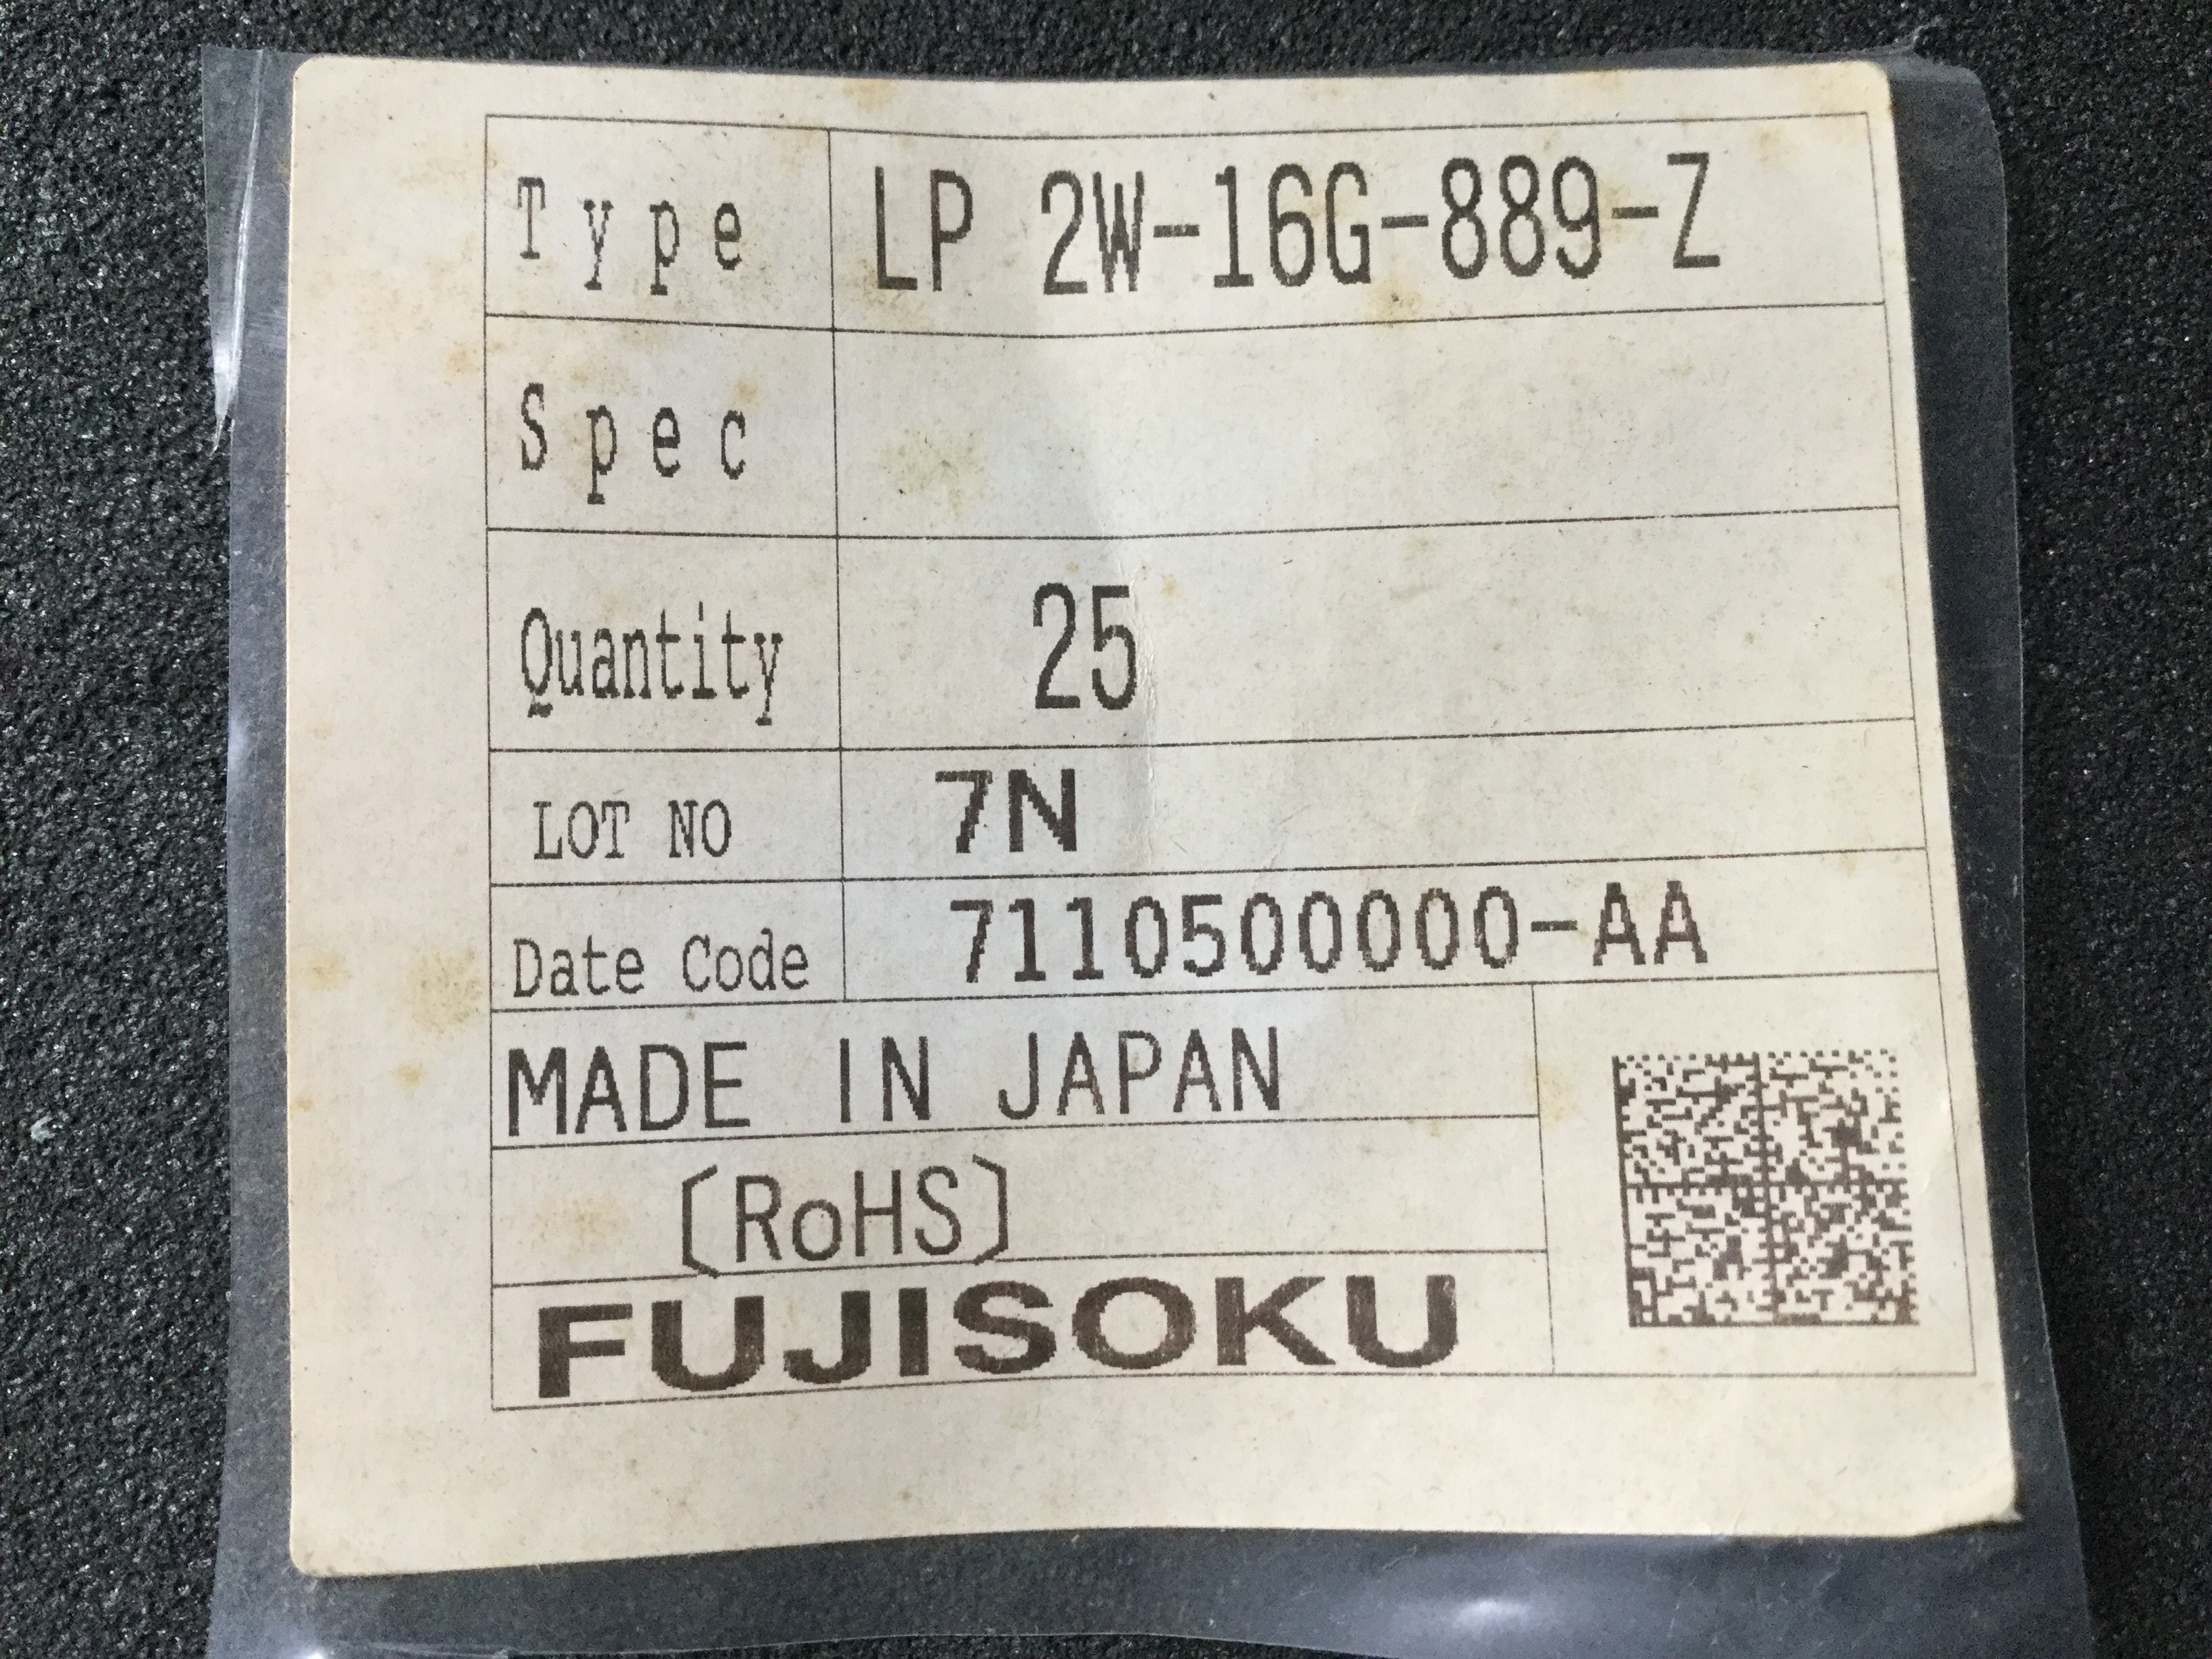 Type LP 2W-16G-889-Z
Spec
Quantity 25
LOT NO 7N
Date Code 7110500000-AA
MADE IN JAPAN
(RoHS)
FUJISOKU